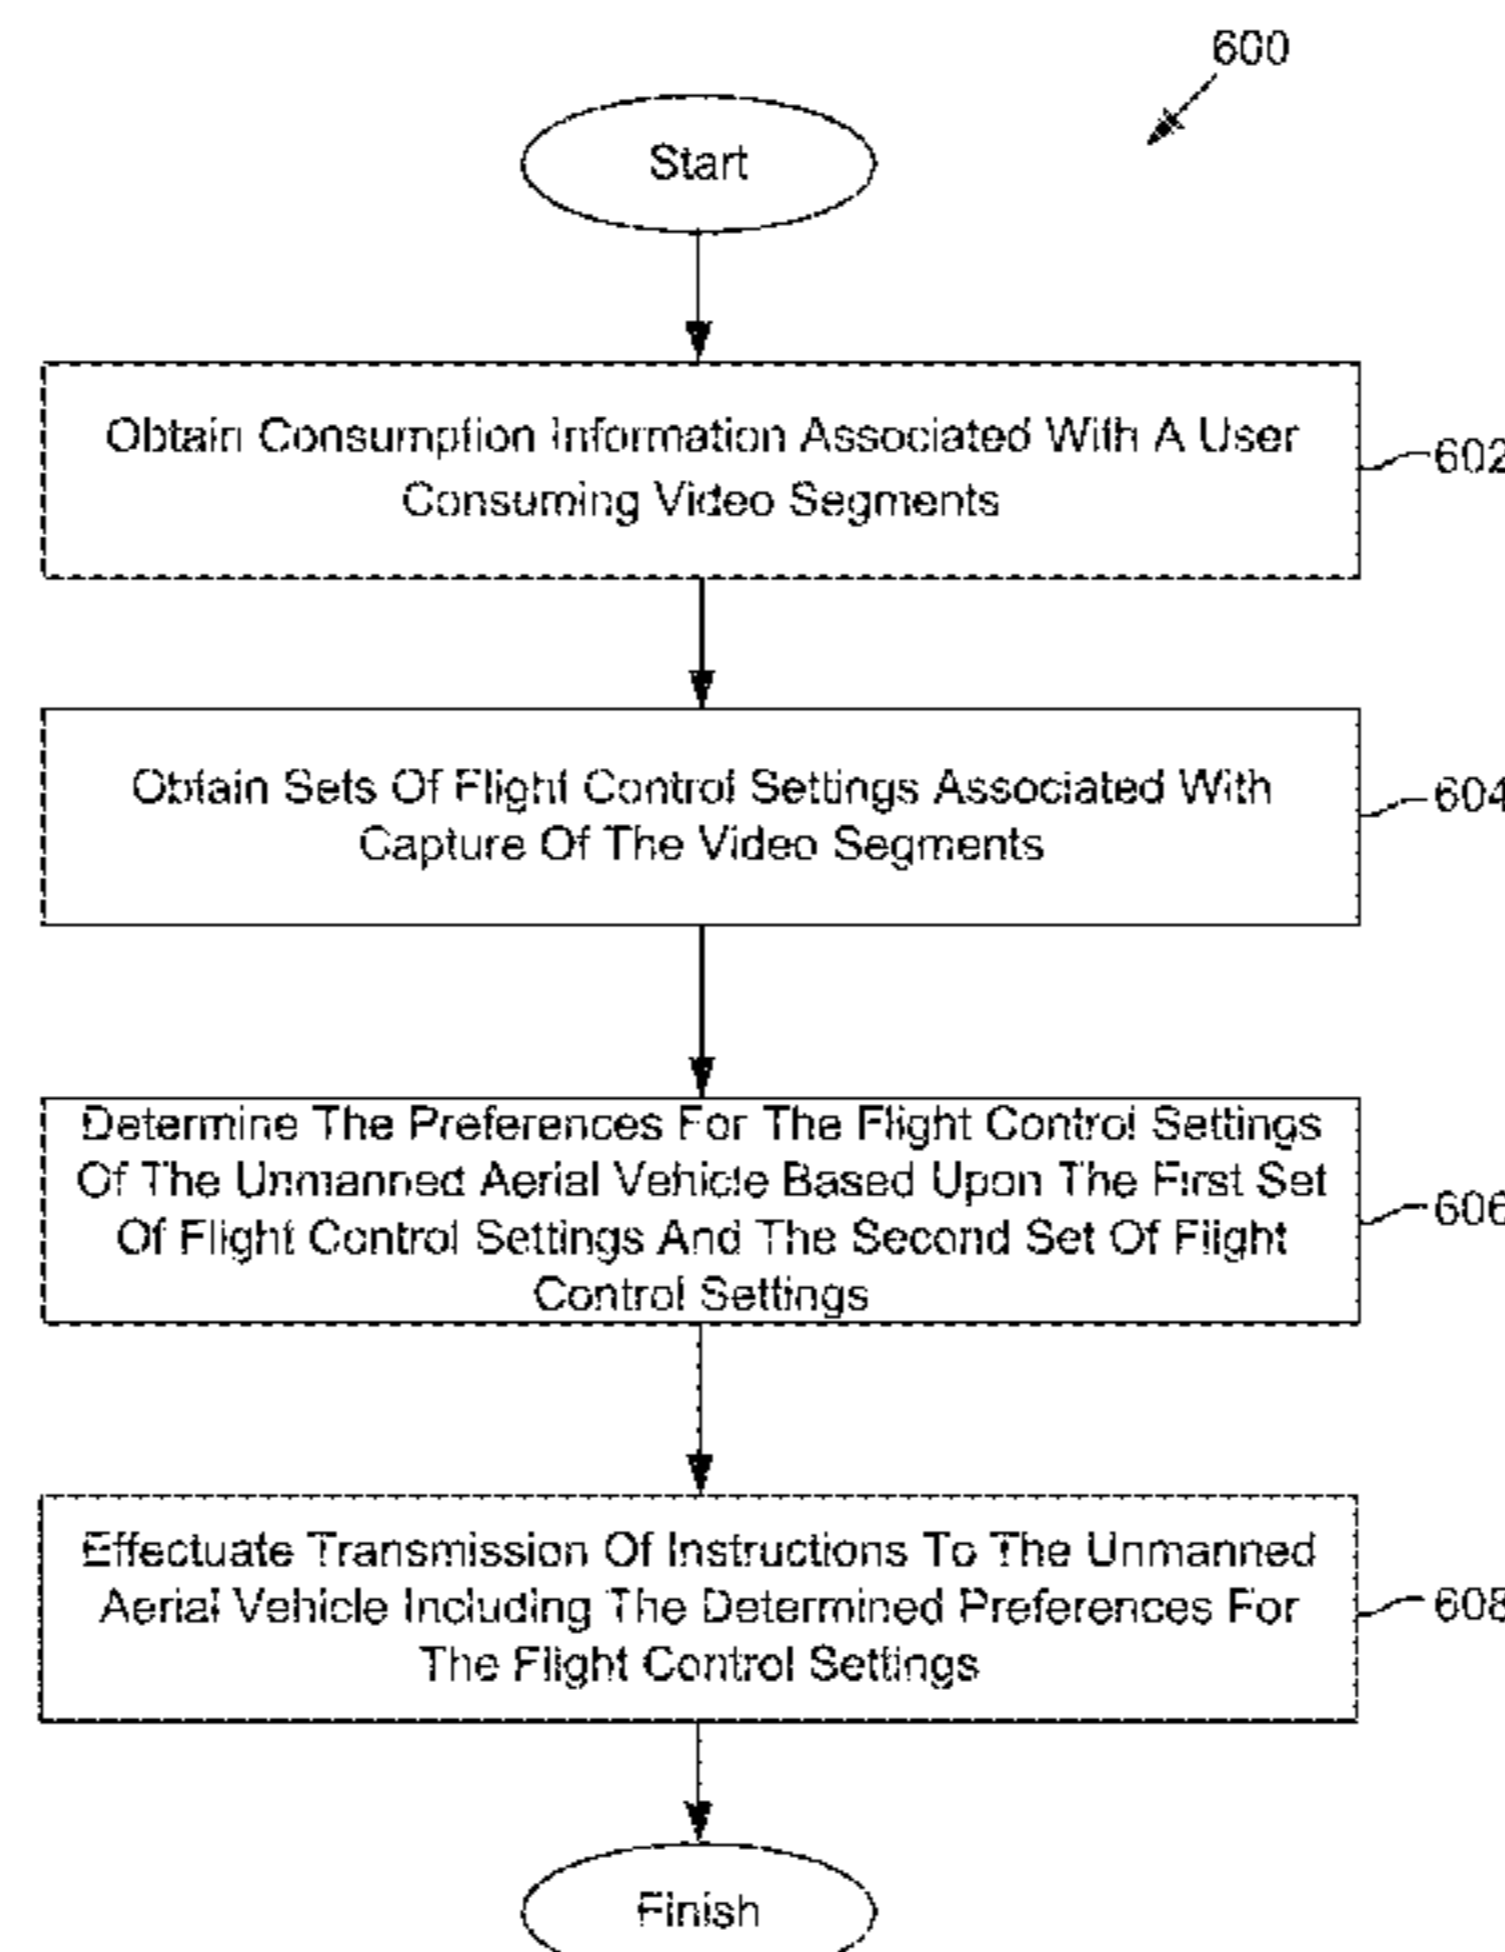 600
Start
Obtain Consumption Information Associated With A User
Consuming Video Segments
602
Obtain Sets Of Flight Control Settings Associated With
Capture Of The Video Segments
604
Determine The Preferences For The Flight Control Settings
Of The Unmanned Aerial Vehicle Based Upon The First Set
Of Flight Control Settings And The Second Set Of Flight
Control Settings
606
Effectuate Transmission Of Instructions To The Unmanned
Aerial Vehicle Including The Determined Preferences For
The Flight Control Settings
608
Finish